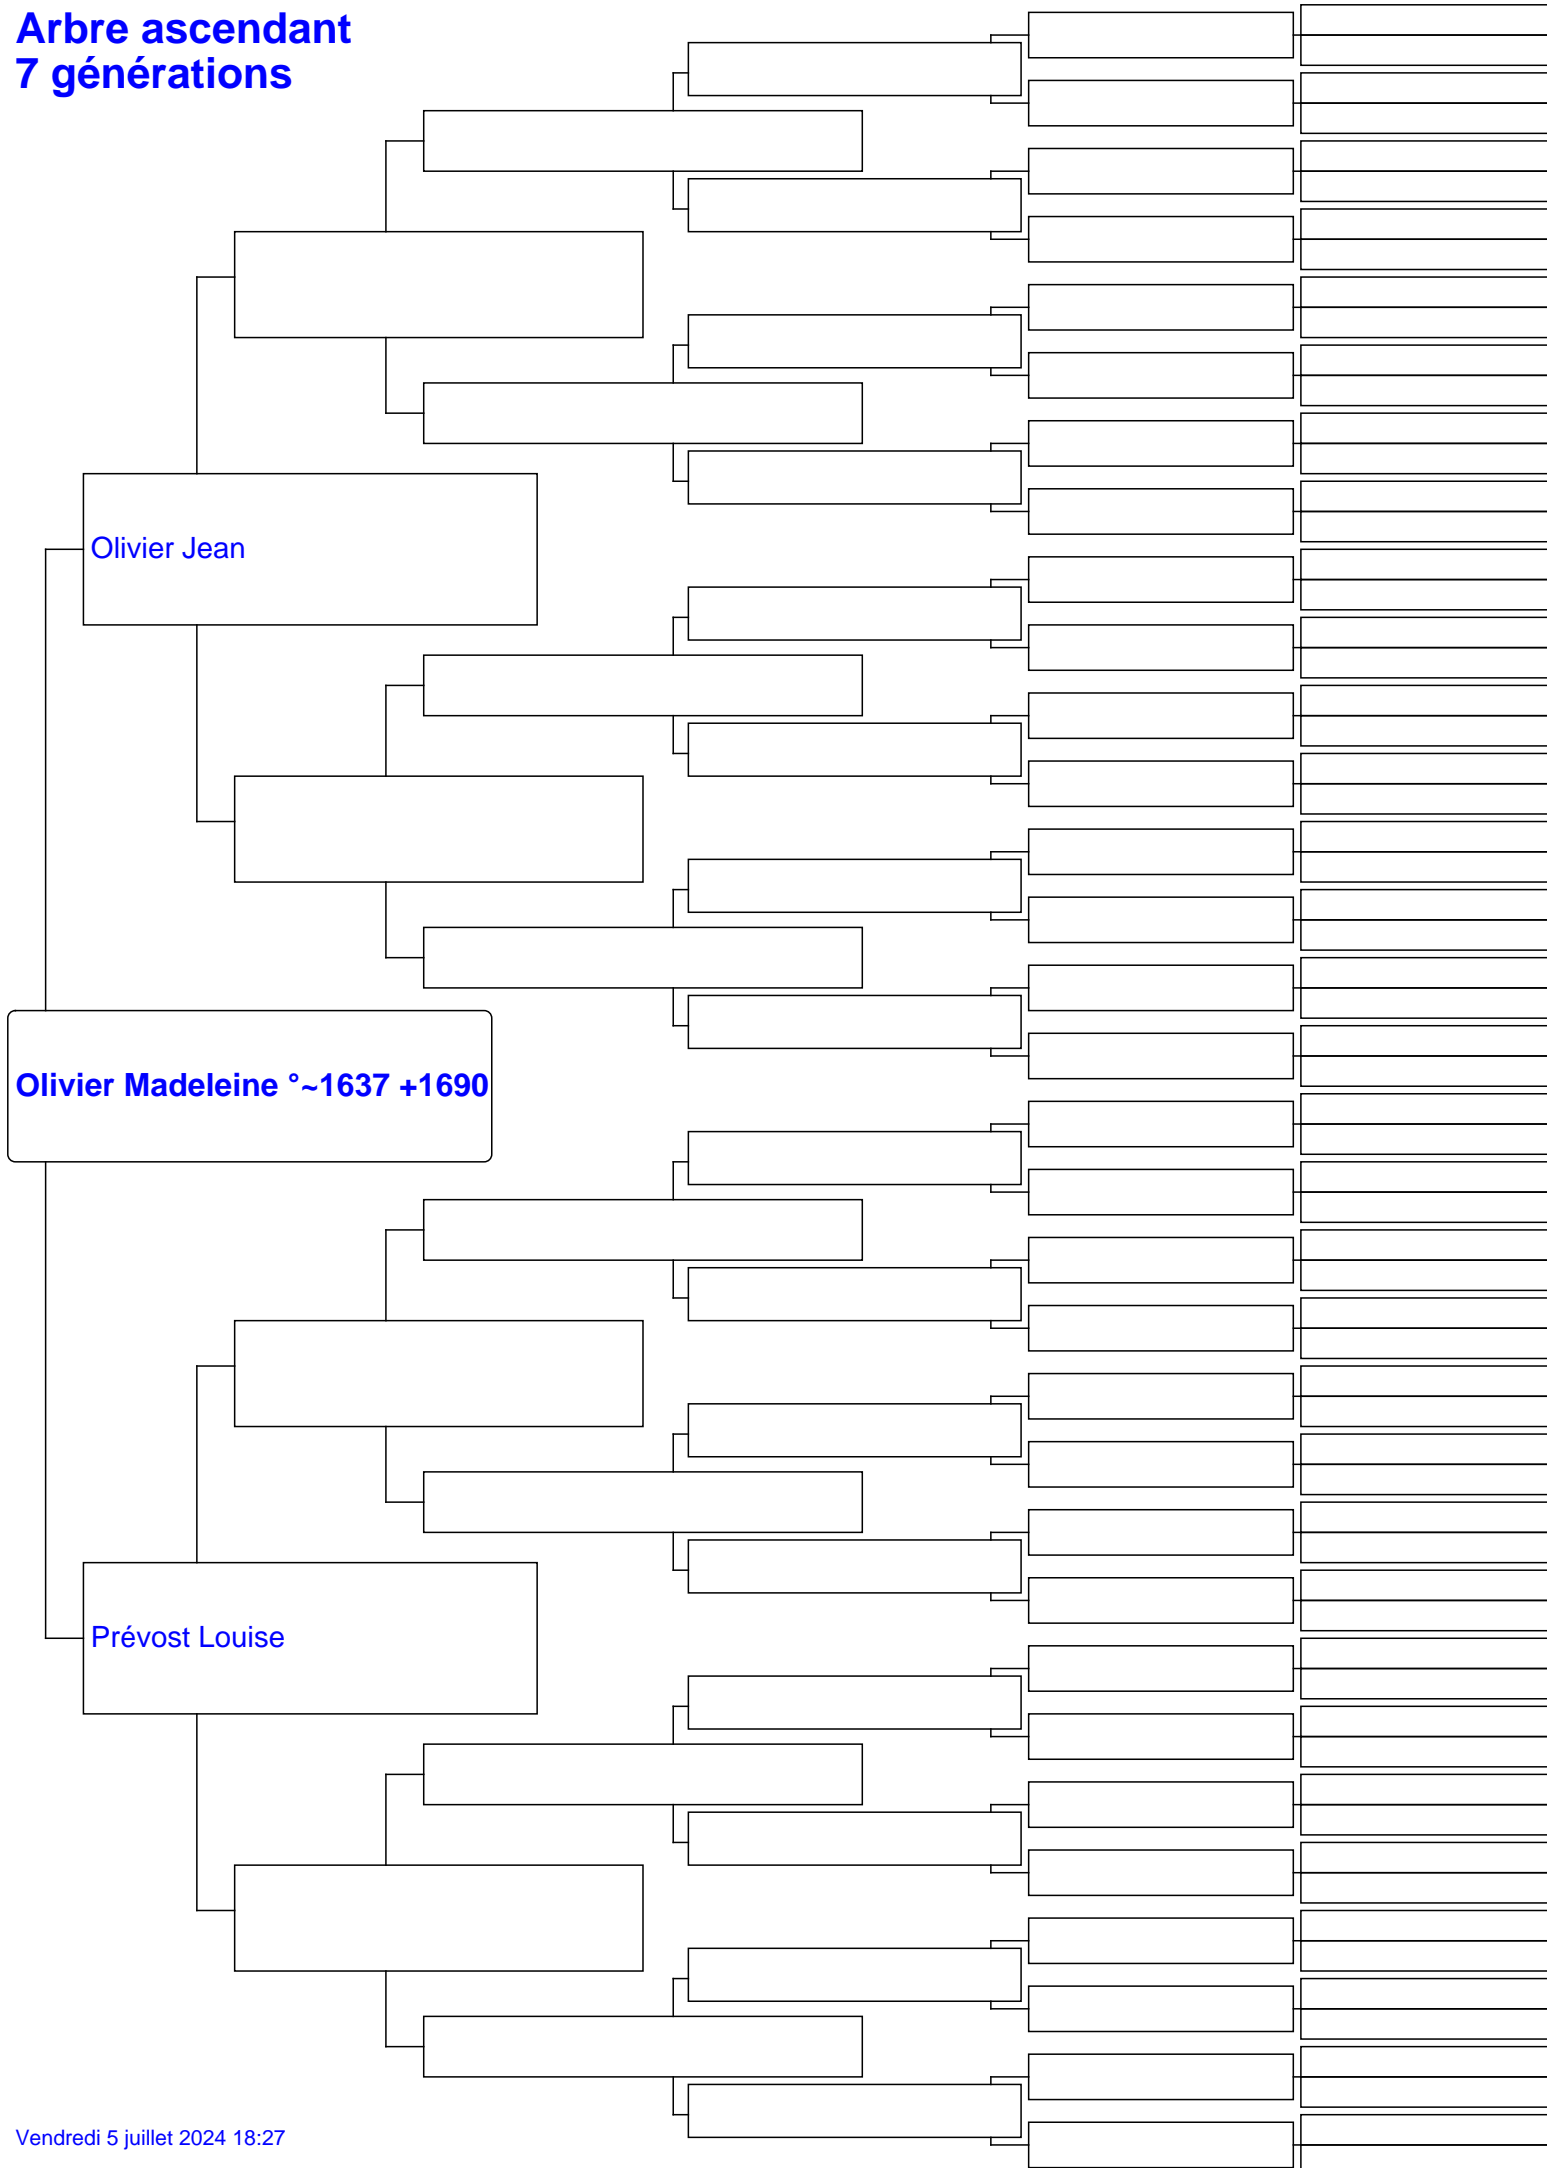 Arbre ascendant
7 générations
Olivier Jean
Olivier Madeleine °~1637 +1690
Prévost Louise
Vendredi 5 juillet 2024 18:27